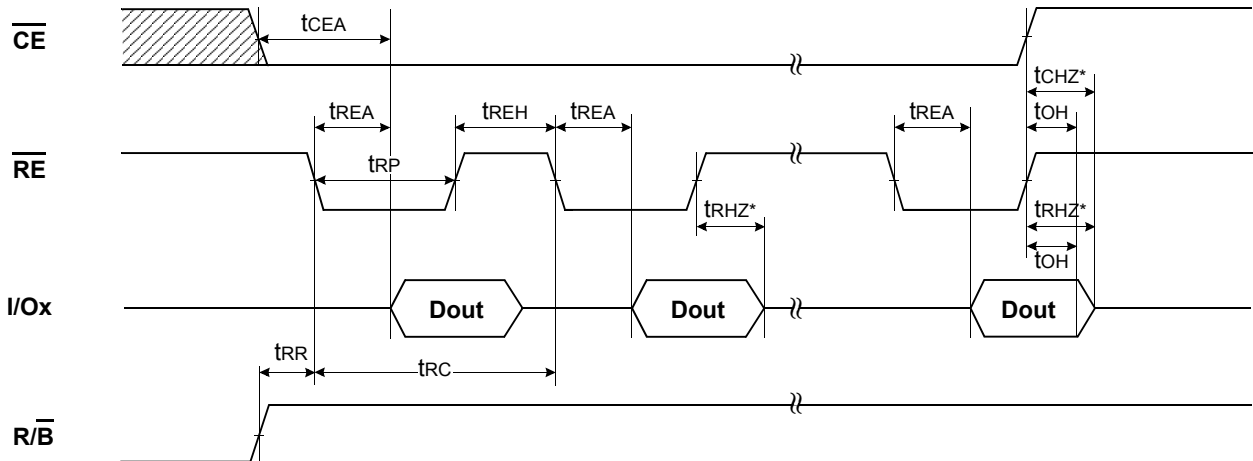 CE
tCEA
tCHZ*
tREA
tREH
tREA
tREA
tOH
RE
tRP
tRHZ*
tRHZ*
tOH
I/Ox
Dout
Dout
Dout
tRR
tRC
R/B